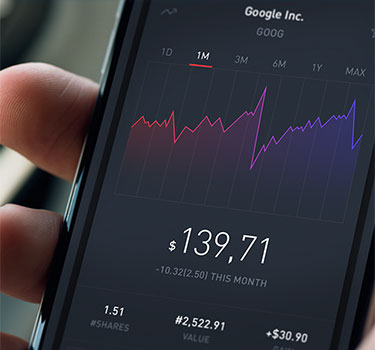 Google Inc.
GOOG
1D 1M 3M 6M 1Y MAX
$139,71
-10.32(2.50) THIS MONTH
1.51 #2,522.91 +$30.90
#SHARES VALUE